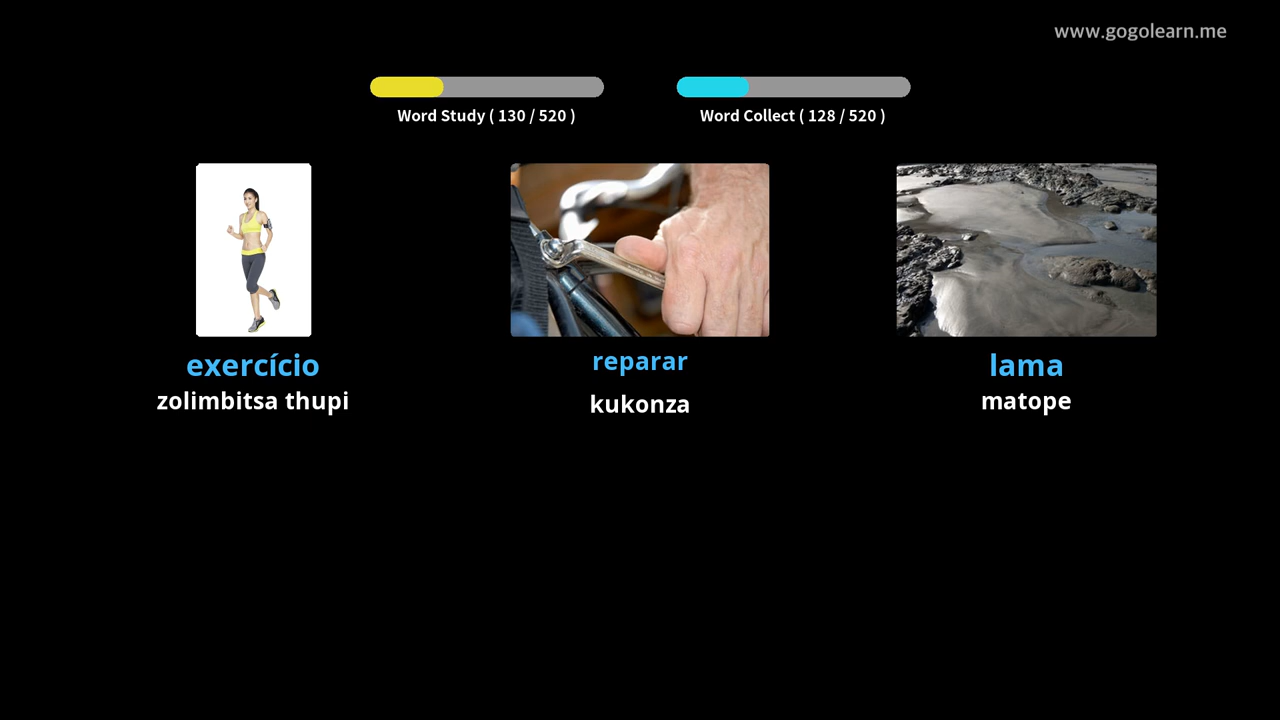 www.gogolearn.me
Word Study ( 130 / 520 )
Word Collect ( 128 / 520 )
exercício
zolimbitsa thupi
reparar
kukonza
lama
matope